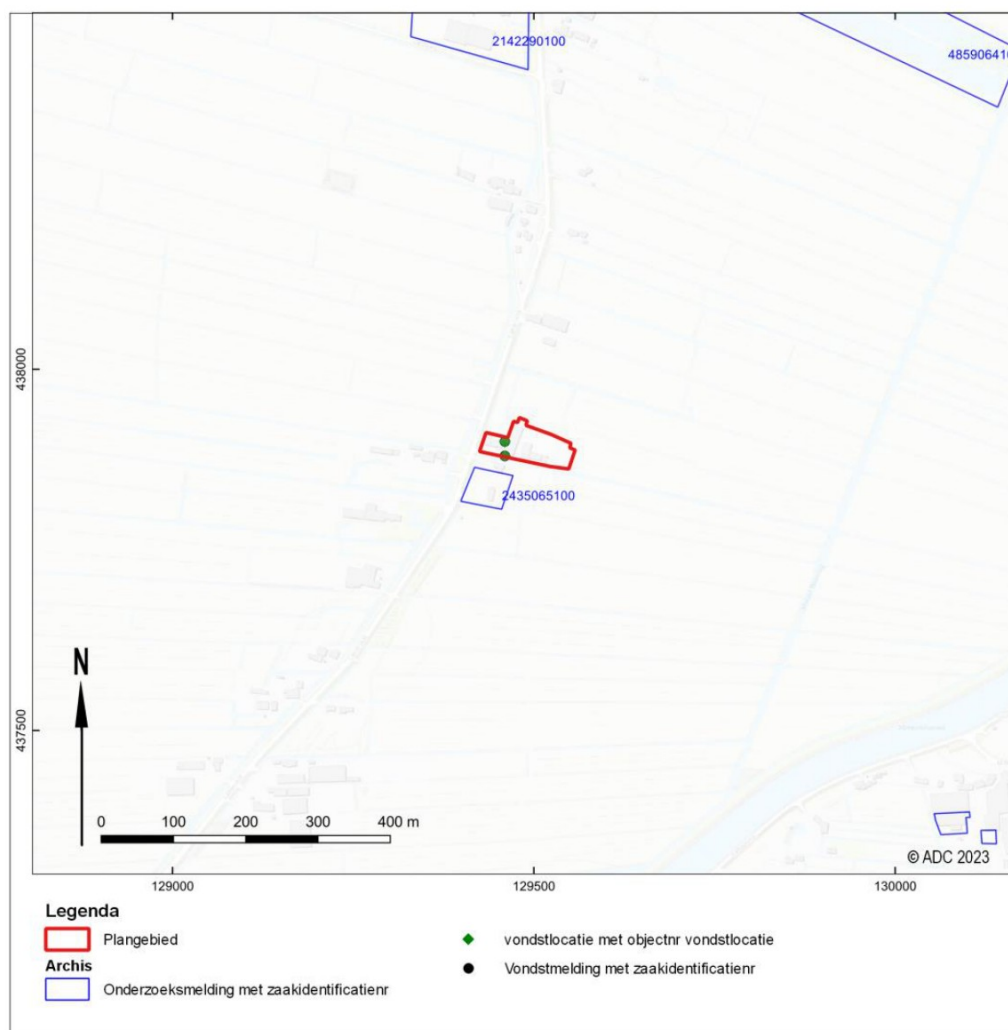 2142290100
48590641
438000
2435065100
437500
N
0 100 200 300 400 m
© ADC 2023
129000 129500 130000
Legenda
Plangebied
Archis
Onderzoeksmelding met zaakidentificatienr
vondstlocatie met objectnr vondstlocatie
Vondstmelding met zaakidentificatienr